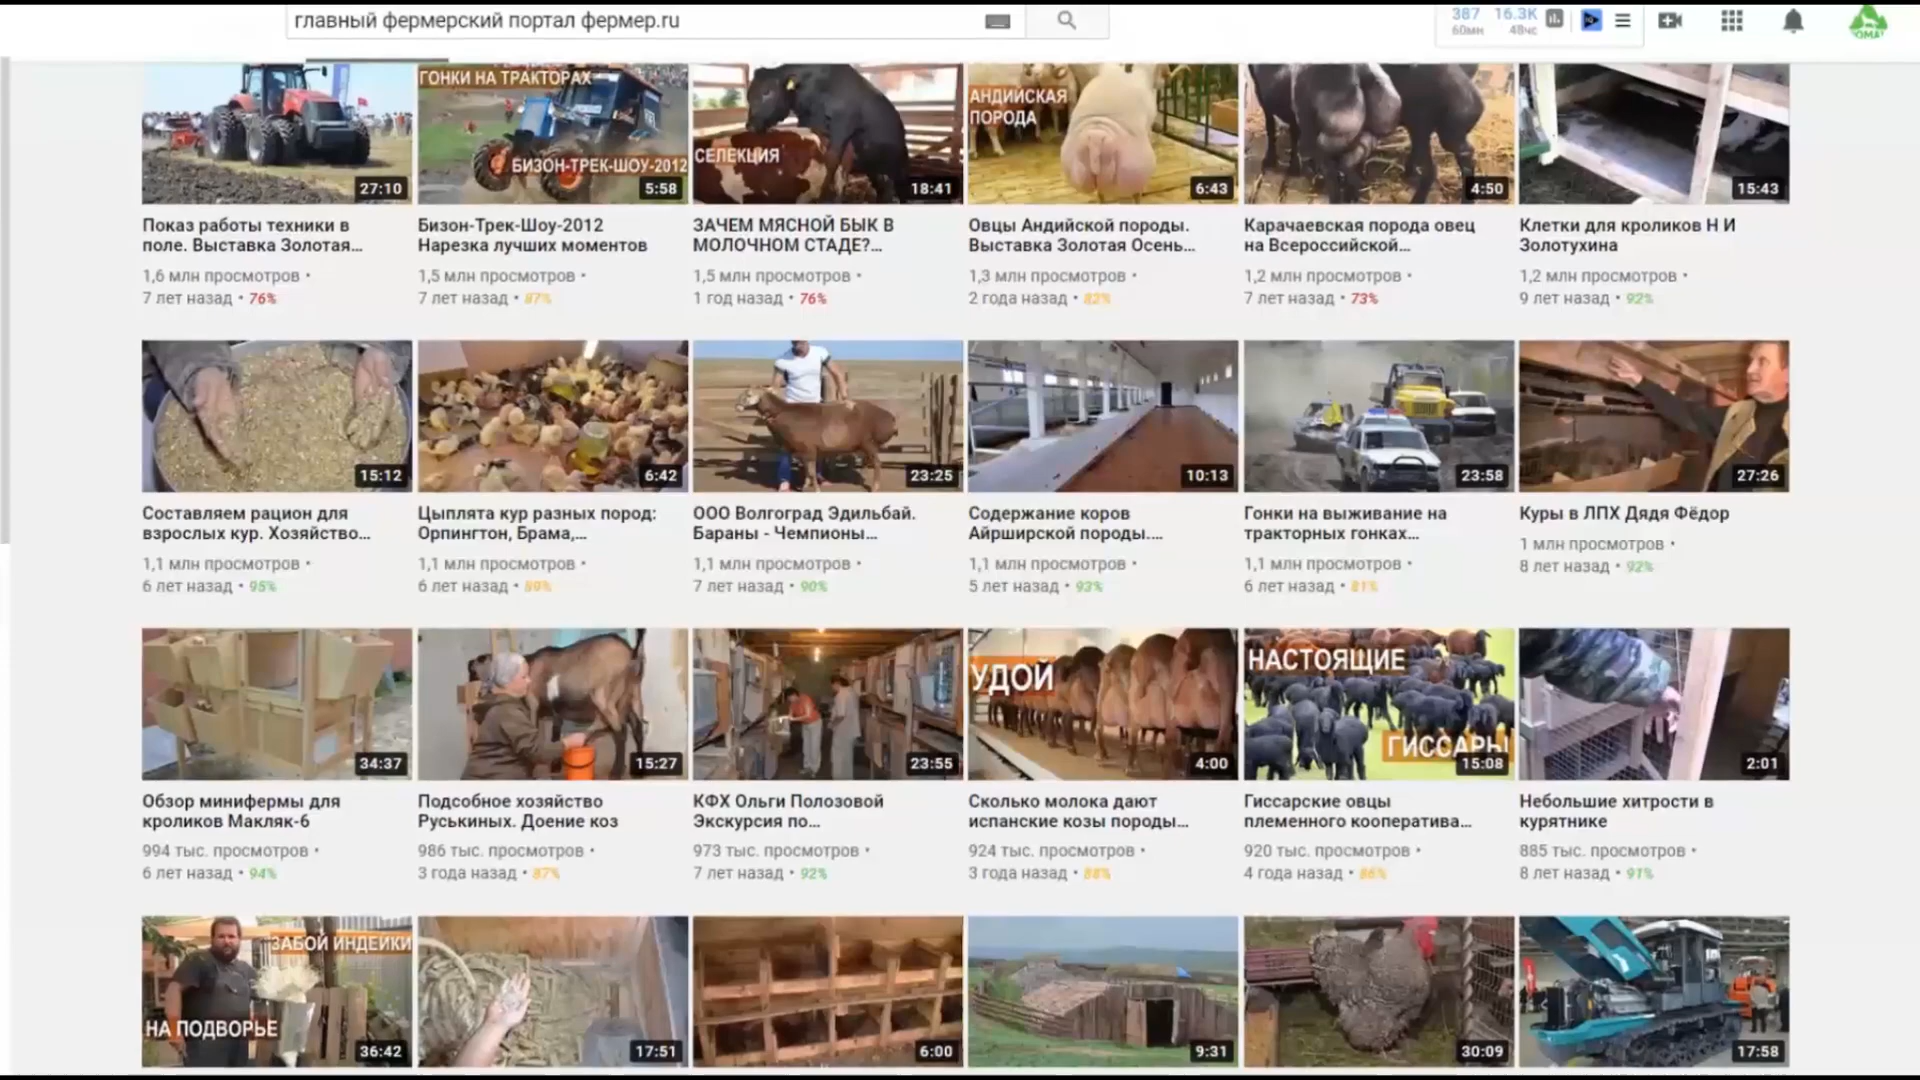 главный фермерский портал фермер.ru
387 16.3K
60мн 48чс
ГОНКИ НА ТРАКТОРАХ
БИЗОН-ТРЕК-ШОУ-2012
СЕЛЕКЦИЯ
АНДИЙСКАЯ
ПОРОДА
27:10 5:58 18:41 6:43 4:50 15:43
Показ работы техники в
поле. Выставка Золотая...
1,6 млн просмотров •
7 лет назад • 76%
Бизон-Трек-Шоу-2012
Нарезка лучших моментов
1,5 млн просмотров •
7 лет назад • 87%
ЗАЧЕМ МЯСНОЙ БЫК В
МОЛОЧНОМ СТАДЕ?...
1,5 млн просмотров •
1 год назад • 76%
Овцы Андийской породы.
Выставка Золотая Осень...
1,3 млн просмотров •
2 года назад • 82%
Карачаевская порода овец
на Всероссийской...
1,2 млн просмотров •
7 лет назад • 73%
Клетки для кроликов Н И
Золотухина
1,2 млн просмотров •
9 лет назад • 92%
15:12 6:42 23:25 10:13 23:58 27:26
Составляем рацион для
взрослых кур. Хозяйство...
1,1 млн просмотров •
6 лет назад • 95%
Цыплята кур разных пород:
Орпингтон, Брама,...
1,1 млн просмотров •
6 лет назад • 89%
ООО Волгоград Эдильбай.
Бараны - Чемпионы...
1,1 млн просмотров •
7 лет назад • 90%
Содержание коров
Айрширской породы....
1,1 млн просмотров •
5 лет назад • 93%
Гонки на выживание на
тракторных гонках...
1,1 млн просмотров •
6 лет назад • 81%
Куры в ЛПХ Дядя Фёдор
1 млн просмотров •
8 лет назад • 92%
УДОЙ
НАСТОЯЩИЕ
ГИССАРЫ
34:37 15:27 23:55 4:00 15:08 2:01
Обзор минифермы для
кроликов Макляк-6
994 тыс. просмотров •
6 лет назад • 94%
Подсобное хозяйство
Руськиных. Доение коз
986 тыс. просмотров •
3 года назад • 87%
КФХ Ольги Полозовой
Экскурсия по...
973 тыс. просмотров •
7 лет назад • 92%
Сколько молока дают
испанские козы породы...
924 тыс. просмотров •
3 года назад • 88%
Гиссарские овцы
племенного кооператива...
920 тыс. просмотров •
4 года назад • 86%
Небольшие хитрости в
курятнике
885 тыс. просмотров •
8 лет назад • 91%
ЗАБОЙ ИНДЕЙКИ
НА ПОДВОРЬЕ
36:42 17:51 6:00 9:31 30:09 17:58